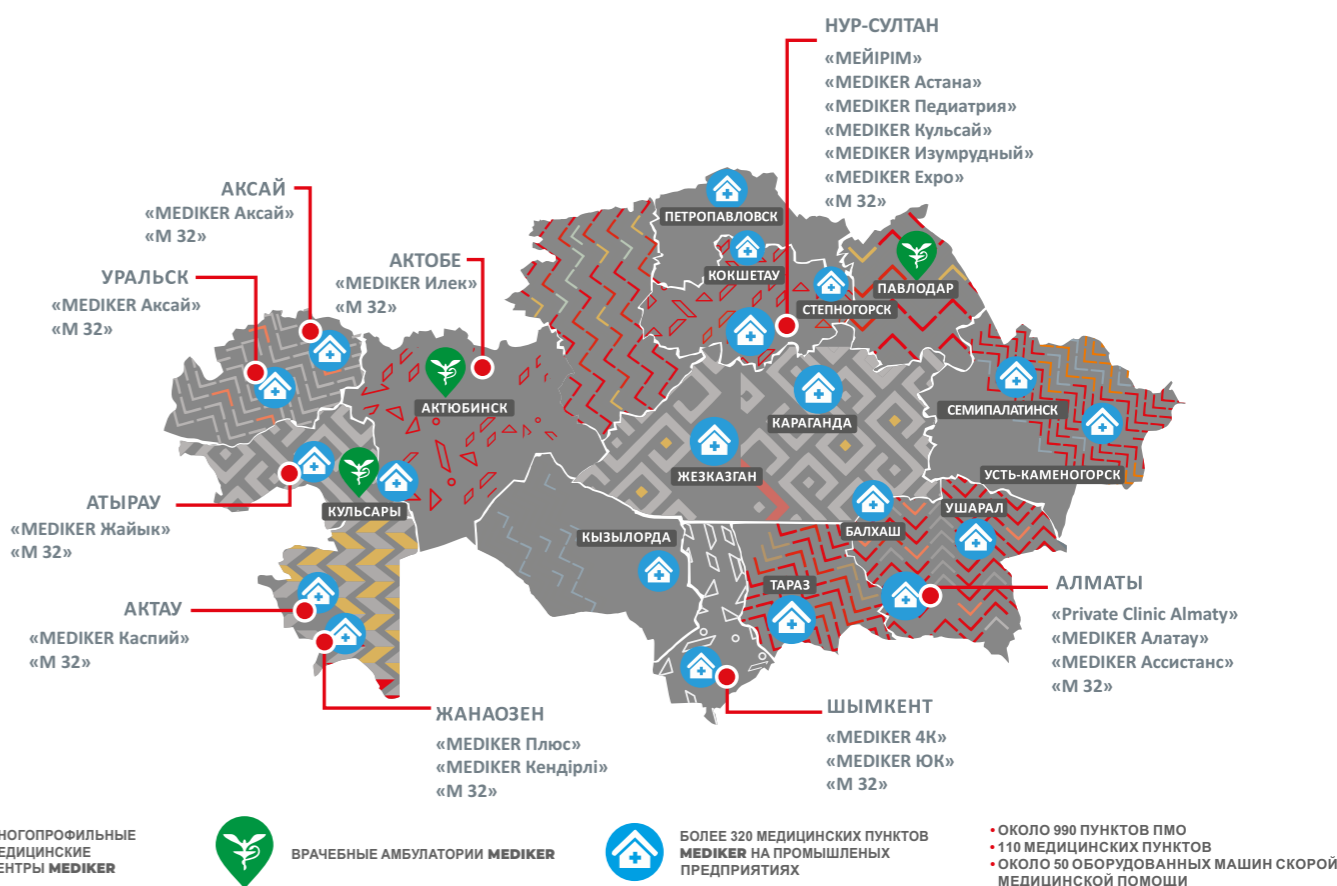 НУР-СУЛТАН
«МЕЙІРІМ»
«MEDIKER Астана»
«MEDIKER Педиатрия»
«MEDIKER Кульсай»
«MEDIKER Изумрудный»
«MEDIKER Expo»
«М 32»
АКСАЙ
«MEDIKER Аксай»
«М 32»
УРАЛЬСК
«MEDIKER Аксай»
«М 32»
АКТОБЕ
«MEDIKER Илек»
«М 32»
ПЕТРОПАВЛОВСК
КОКШЕТАУ
СТЕПНОГОРСК
ПАВЛОДАР
АКТЮБИНСК
КАРАГАНДА
СЕМИПАЛАТИНСК
ЖЕЗКАЗГАН
УСТЬ-КАМЕНОГОРСК
АТЫРАУ
«MEDIKER Жайык»
«М 32»
КУЛЬСАРЫ
КЫЗЫЛОРДА
БАЛХАШ
УШАРАЛ
ТАРАЗ
АКТАУ
«MEDIKER Каспий»
«М 32»
АЛМАТЫ
«Private Clinic Almaty»
«MEDIKER Алатау»
«MEDIKER Ассистанс»
«М 32»
ЖАНАОЗЕН
«MEDIKER Плюс»
«MEDIKER Кендірлі»
«М 32»
ШЫМКЕНТ
«MEDIKER 4К»
«MEDIKER ЮК»
«М 32»
НОГОПРОФИЛЬНЫЕ
ЕДИЦИНСКИЕ
ЕНТРЫ MEDIKER
ВРАЧЕБНЫЕ АМБУЛАТОРИИ MEDIKER
БОЛЕЕ 320 МЕДИЦИНСКИХ ПУНКТОВ
MEDIKER НА ПРОМЫШЛЕНЫХ
ПРЕДПРИЯТИЯХ
• ОКОЛО 990 ПУНКТОВ ПМО
• 110 МЕДИЦИНСКИХ ПУНКТОВ
• ОКОЛО 50 ОБОРУДОВАННЫХ МАШИН СКОРОЙ
МЕДИЦИНСКОЙ ПОМОЩИ